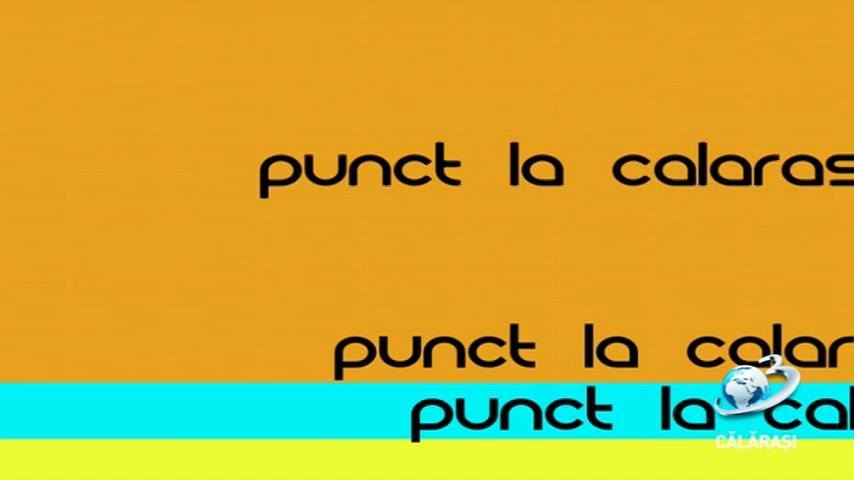 punct la calaras
punct la calar
punct la cal
CĂLĂRAȘI